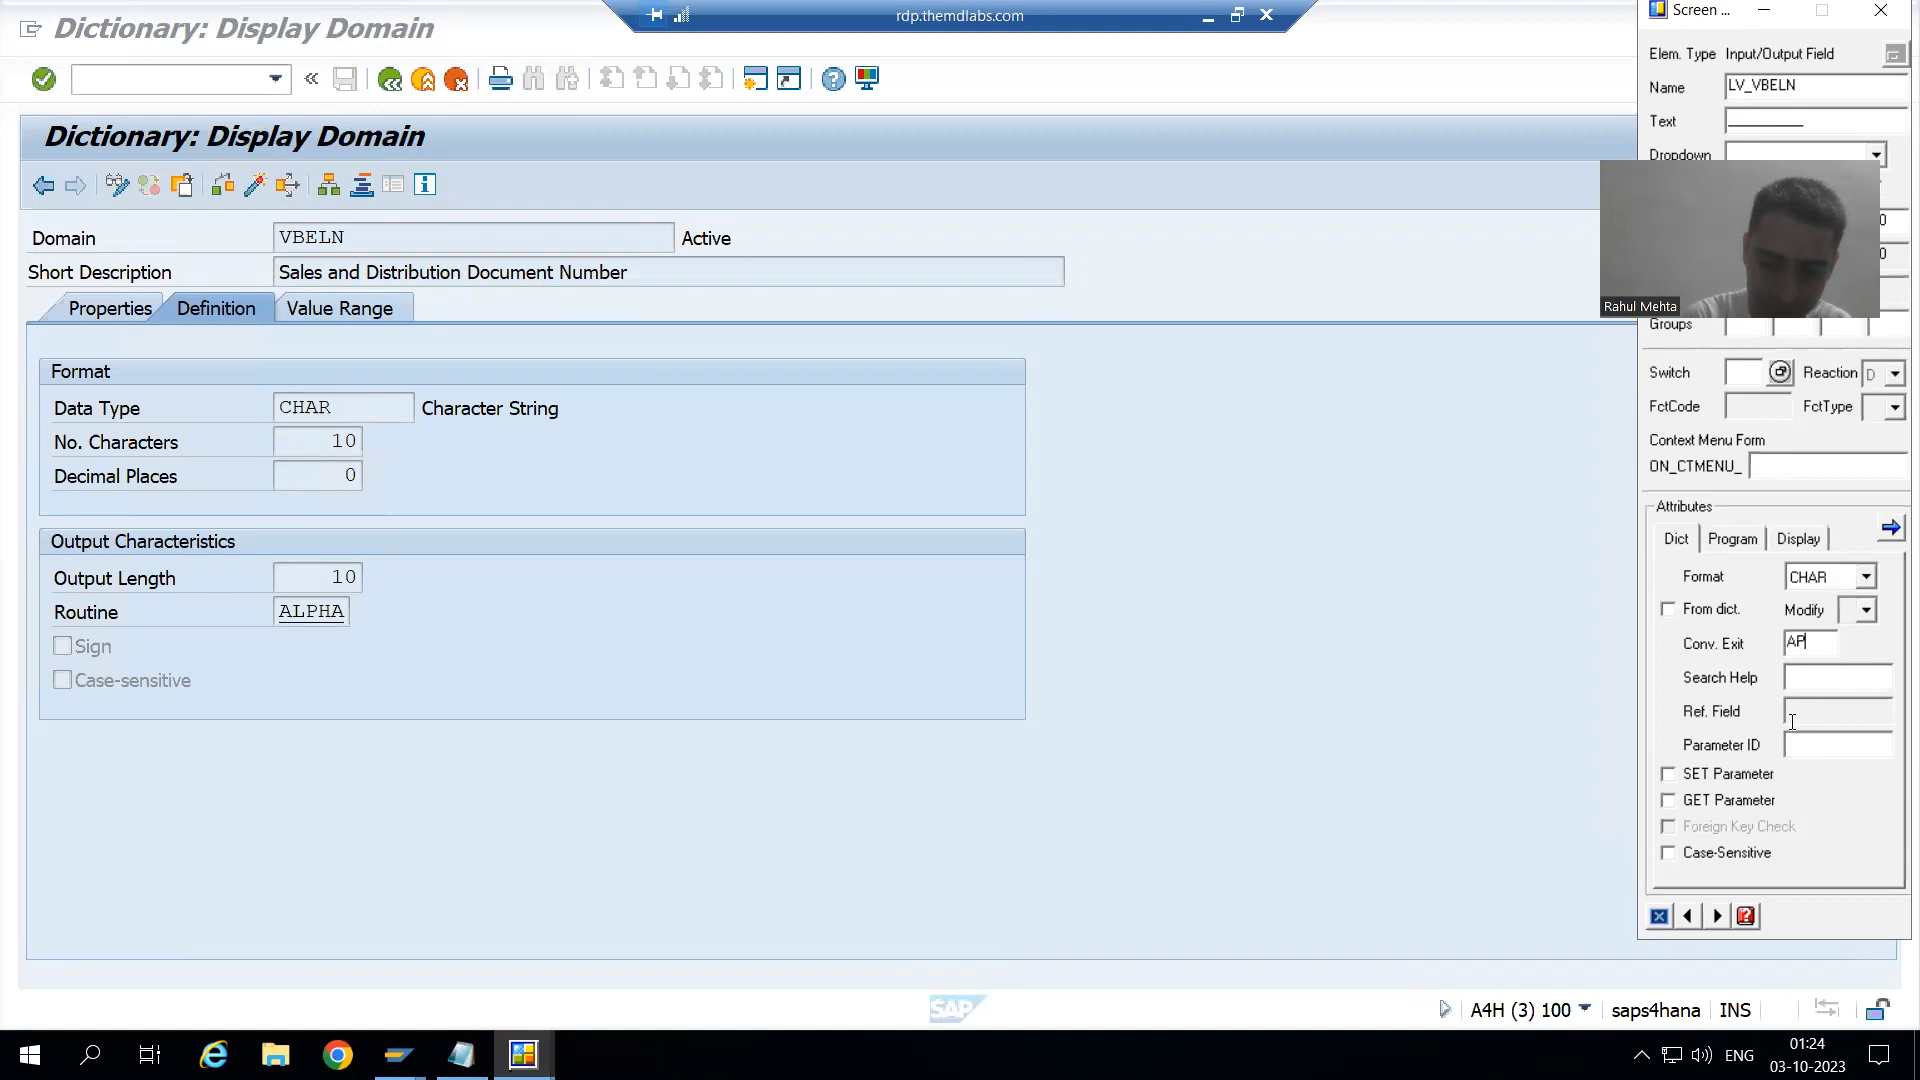 Dictionary: Display Domain
rdp.themdlabs.com
Screen ...
Elem. Type Input/Output Field
Name LV_VBELN
Text __________
Dropdown
Dictionary: Display Domain
Domain VBELN Active
Short Description Sales and Distribution Document Number
Properties Definition Value Range
Rahul Mehta
Groups
Format
Switch Reaction D
Data Type CHAR Character String
FctCode FctType
No. Characters 10
Context Menu Form
Decimal Places 0
ON_CTMENU_
Attributes
Output Characteristics
Dict Program Display
Output Length 10
Format CHAR
Routine ALPHA
From dict. Modify
Sign
Conv. Exit AP
Case-sensitive
Search Help
Ref. Field
Parameter ID
SET Parameter
GET Parameter
Foreign Key Check
Case-Sensitive
SAP
A4H (3) 100 saps4hana INS
ENG
01:24
03-10-2023